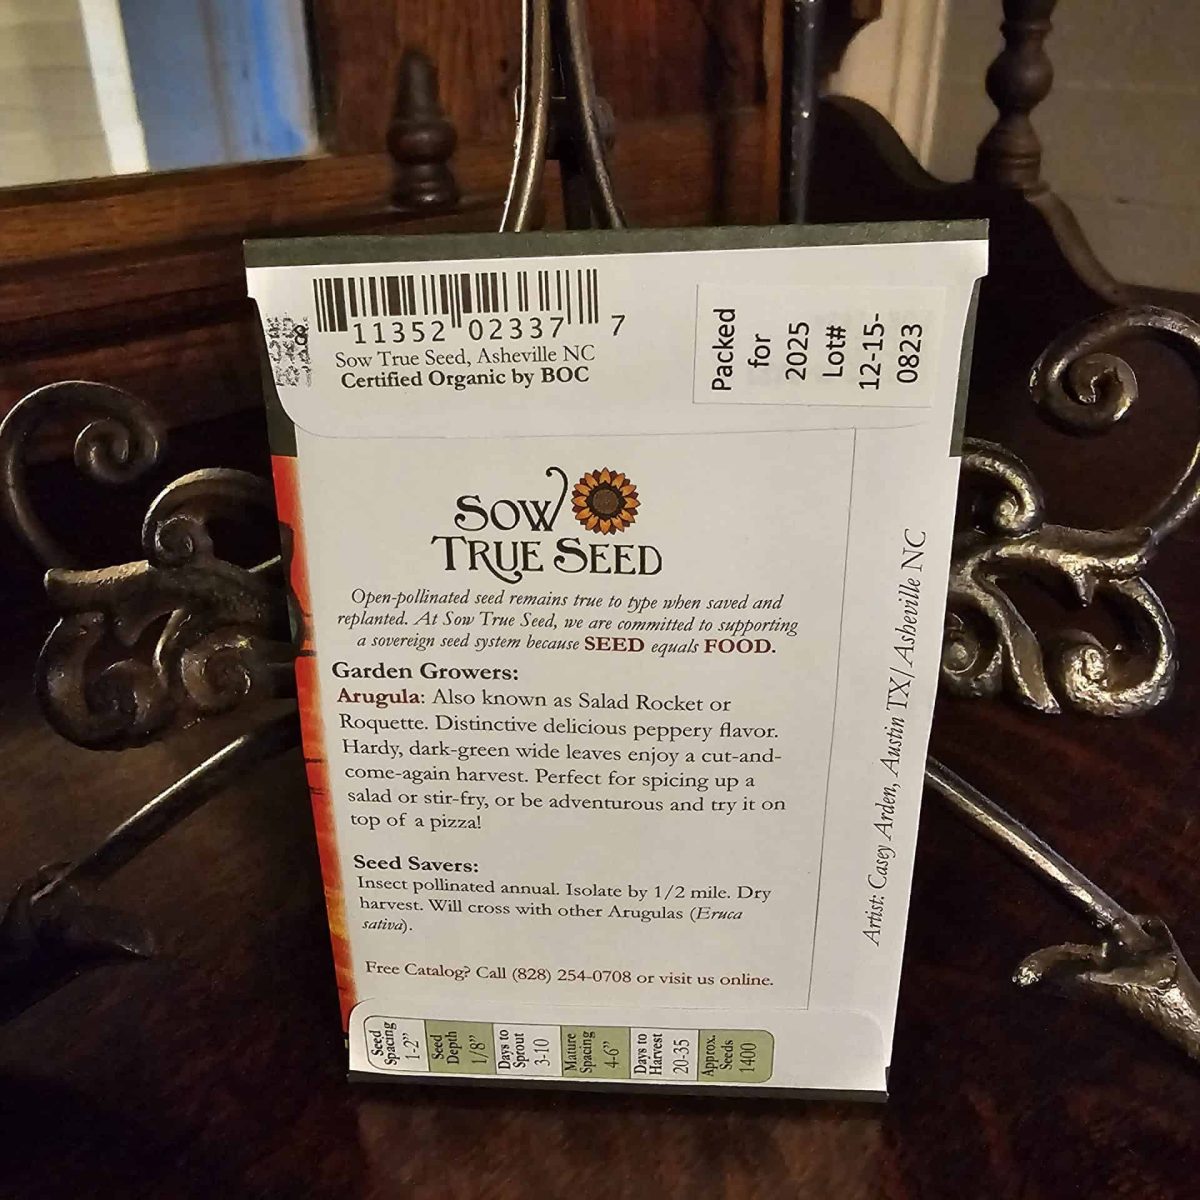 11352 02337 7
Sow True Seed, Asheville NC
Certified Organic by BOC
Packed
for
2025
Lot#
12-15-
0823
SOW
TRUE SEED
Open-pollinated seed remains true to type when saved and
replanted. At Sow True Seed, we are committed to supporting
a sovereign seed system because SEED equals FOOD.
Garden Growers:
Arugula: Also known as Salad Rocket or
Roquette. Distinctive delicious peppery flavor.
Hardy, dark-green wide leaves enjoy a cut-and-
come-again harvest. Perfect for spicing up a
salad or stir-fry, or be adventurous and try it on
top of a pizza!
Seed Savers:
Insect pollinated annual. Isolate by 1/2 mile. Dry
harvest. Will cross with other Arugulas (Eruca
sativa).
Free Catalog? Call (828) 254-0708 or visit us online.
Artist: Casey Arden, Austin TX/Asheville NC
Seed
Spacing
1-2"
Seed
Depth
1/8"
Days to
Sprout
3-10
Mature
Spacing
4-6"
Days to
Harvest
20-35
Approx.
Seeds
1400